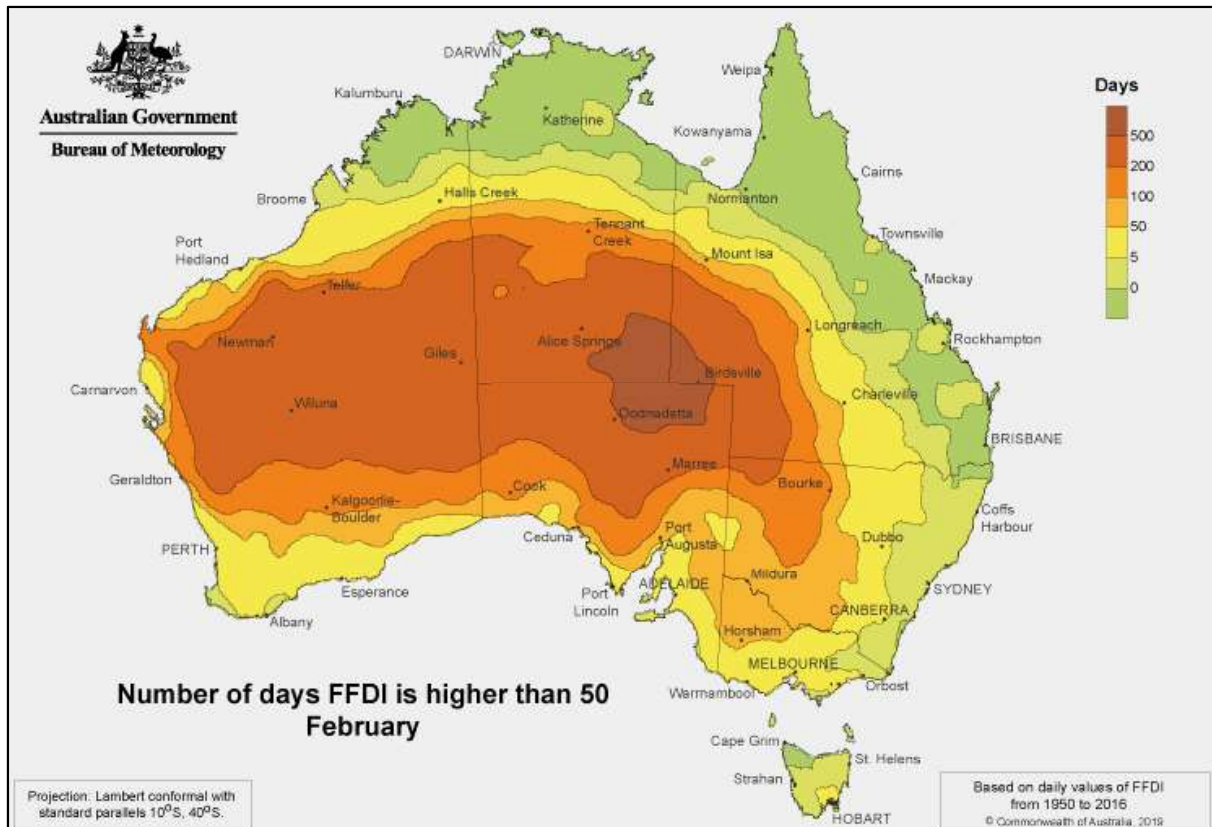 Australian Government
Bureau of Meteorology
DARWIN
Weipa
Kalumburu
Katherine
Kowanyama
Cairns
Broome
Halls Creek
Normanton
Tennant
Creek
Townsville
Port
Hedland
Mount Isa
Mackay
Telfer
Longreach
Rockhampton
Newman
Giles
Alice Springs
Birdsville
Carnarvon
Wiluna
Oodnadatta
Charleville
BRISBANE
Marree
Geraldton
Kalgoorlie-
Boulder
Cook
Bourke
Coffs
Harbour
PERTH
Ceduna
Port
Augusta
Dubbo
Esperance
Albany
Port
Lincoln
ADELAIDE
Mildura
SYDNEY
CANBERRA
Horsham
MELBOURNE
Warrnambool
Orbost
Cape Grim
St. Helens
Strahan
HOBART
Days
500
200
100
50
5
0
Number of days FFDI is higher than 50
February
Projection: Lambert conformal with
standard parallels 10°S, 40°S.
Based on daily values of FFDI
from 1950 to 2016
© Commonwealth of Australia, 2019